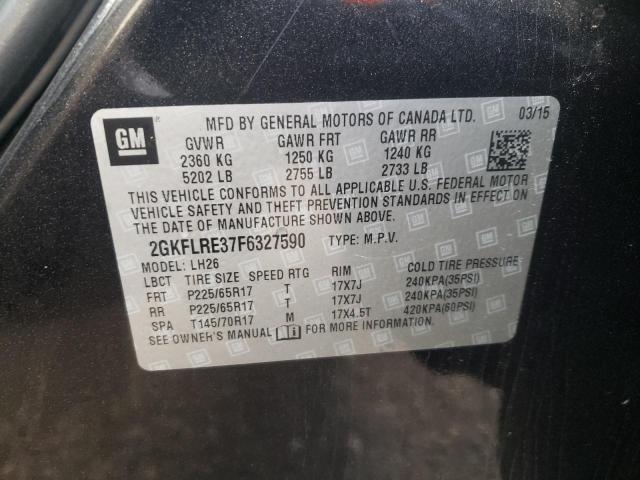 MFD BY GENERAL MOTORS OF CANADA LTD. 03/15
GM
GVWR GAWR FRT GAWR RR
2360 KG 1250 KG 1240 KG
5202 LB 2755 LB 2733 LB
THIS VEHICLE CONFORMS TO ALL APPLICABLE U.S. FEDERAL MOTOR
VEHICLE SAFETY AND THEFT PREVENTION STANDARDS IN EFFECT ON
THE DATE OF MANUFACTURE SHOWN ABOVE.
2GKFLRE37F6327590 TYPE: M.P.V.
MODEL: LH26
LBCT TIRE SIZE SPEED RTG RIM COLD TIRE PRESSURE
FRT P225/65R17 T 17X7J 240KPA(35PSI)
RR P225/65R17 T 17X7J 240KPA(35PSI)
SPA T145/70R17 M 17X4.5T 420KPA(60PSI)
SEE OWNER'S MANUAL FOR MORE INFORMATION.